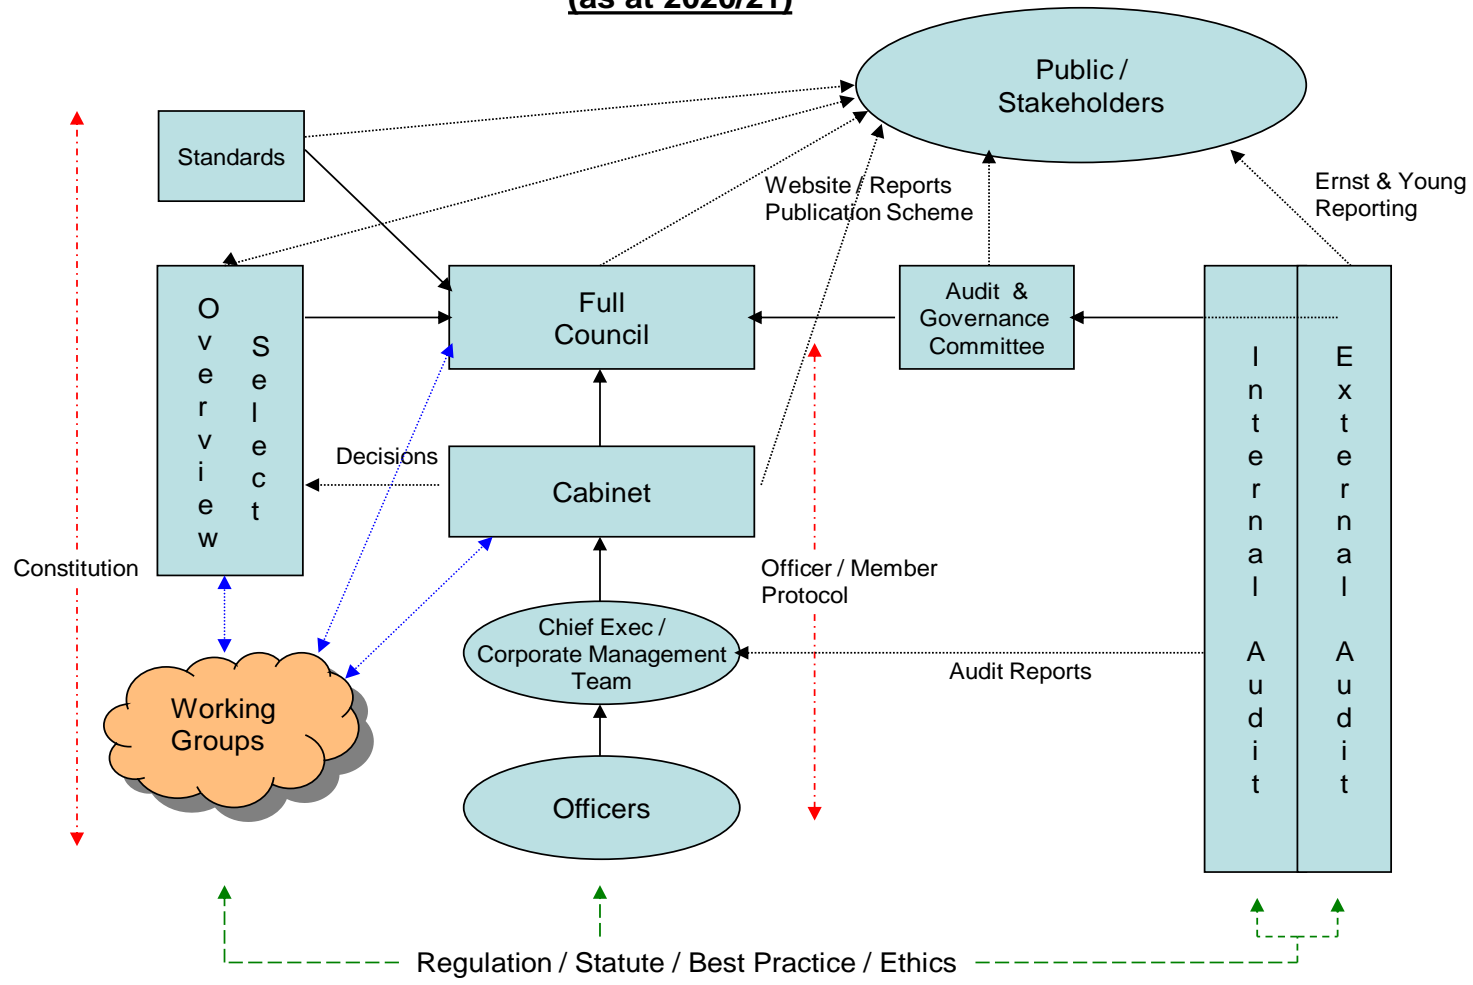 (as at 2020/21)
Public /
Stakeholders
Standards
Website / Reports
Publication Scheme
Ernst & Young
Reporting
Overview
Select
Full
Council
Audit & 
Governance
Committee
Internal Audit
External Audit
Decisions
Cabinet
Constitution
Officer / Member
Protocol
Chief Exec /
Corporate Management
Team
Audit Reports
Working
Groups
Officers
Regulation / Statute / Best Practice / Ethics